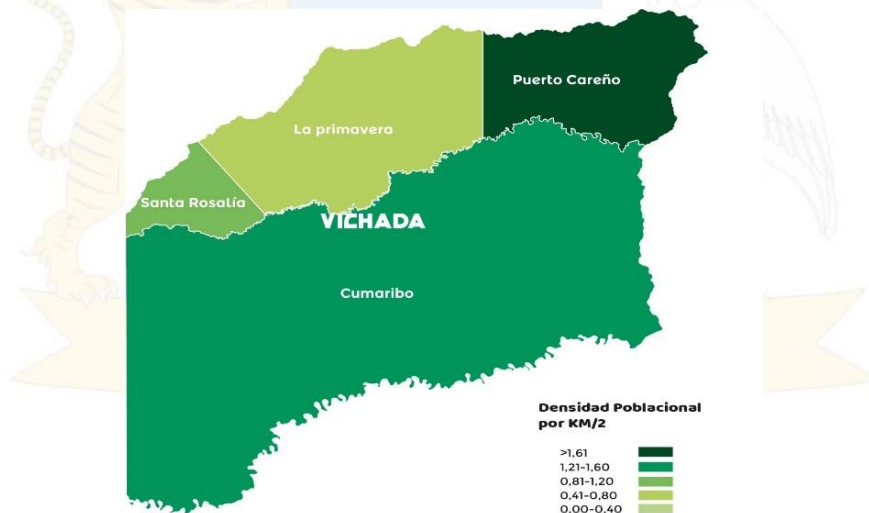 Puerto Careño
La primavera
Santa Rosalía
VICHADA
Cumaribo
Densidad Poblacional
por KM/2
>1,61
1,21-1,60
0,81-1,20
0,41-0,80
0,00-0,40